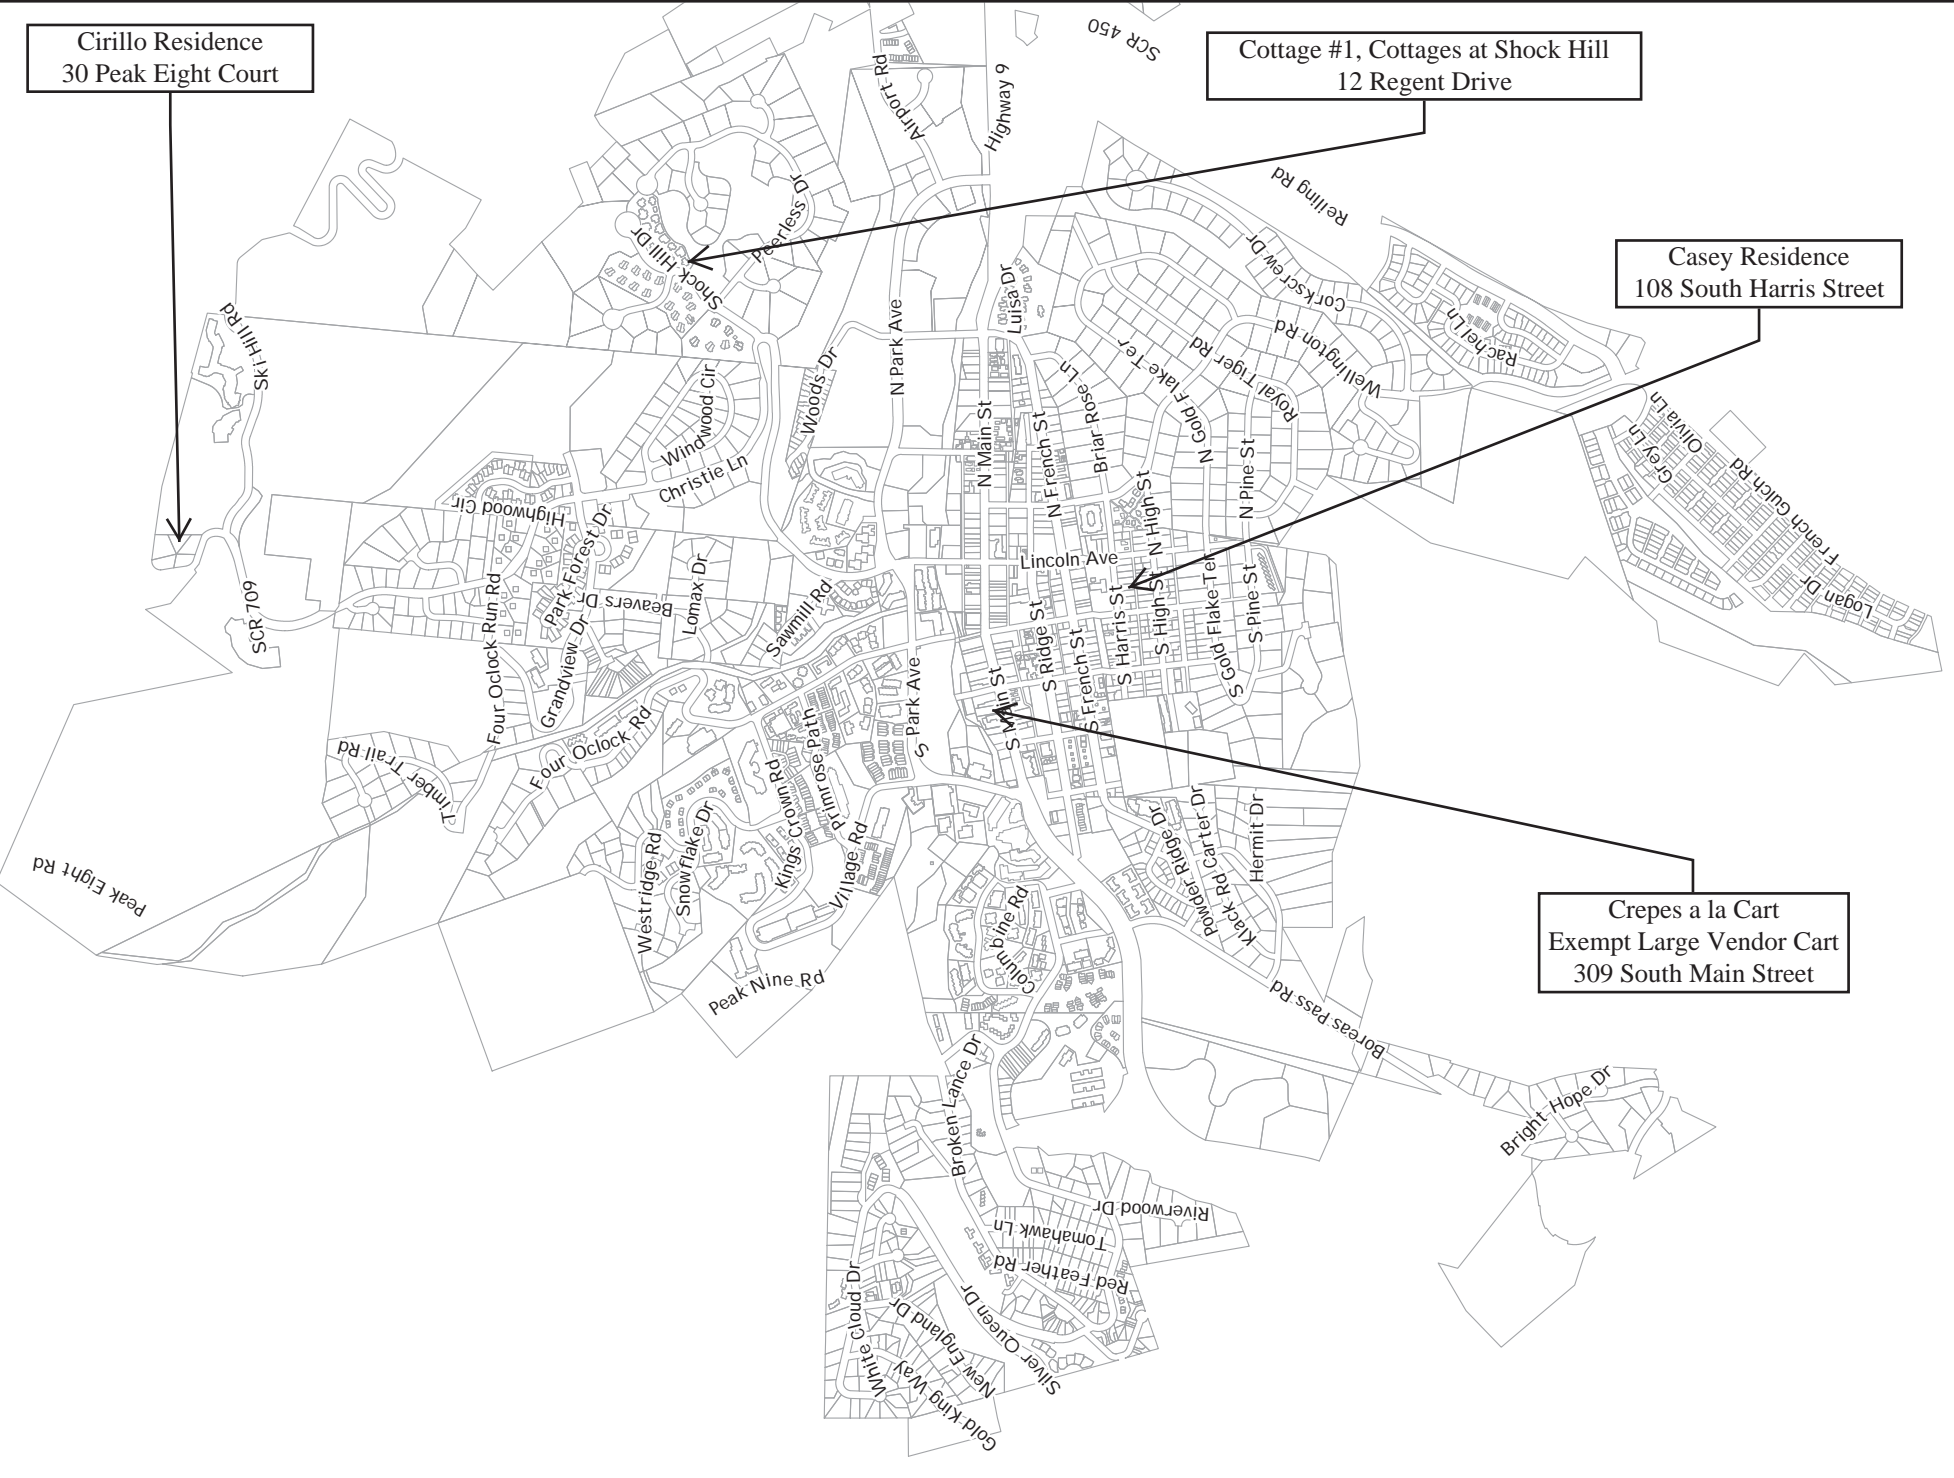 Cirillo Residence
30 Peak Eight Court
Cottage #1, Cottages at Shock Hill
12 Regent Drive
Casey Residence
108 South Harris Street
Crepes a la Cart
Exempt Large Vendor Cart
309 South Main Street
SCR 450
Airport Rd
Highway 9
Reiling Rd
Peerless Dr
Shock Hill Dr
Corkscrew Dr
Luisa Dr
Ski Hill Rd
N Park Ave
Wellington Rd
Rachel Ln
Woods Dr
Windwood Cir
Christie Ln
N Main St
N French St
Briar Rose Ln
N Gold Flake Ter
Royal Tiger Rd
N Pine St
N High St
Grey Ln
Olivia Ln
French Gulch Rd
Logan Dr
Highwood Cir
Park Forest Dr
Beavers Dr
Lomax Dr
Sawmill Rd
Lincoln Ave
SCR 709
Four Oclock Run Rd
Grandview Dr
S Ridge St
S French St
S Harris St
S High St
S Gold Flake Ter
S Pine St
S Main St
S Park Ave
Four Oclock Rd
Timber Trail Rd
Primrose Path
Kings Crown Rd
Village Rd
Snowflake Dr
Westridge Rd
Peak Eight Rd
Peak Nine Rd
Columbine Rd
Powder Ridge Dr
Carter Dr
Klack Rd
Hermit Dr
Boreas Pass Rd
Bright Hope Dr
Broken Lance Dr
Riverwood Dr
Tomahawk Ln
Red Feather Rd
Silver Queen Dr
New England Dr
White Cloud Dr
Gold King Way